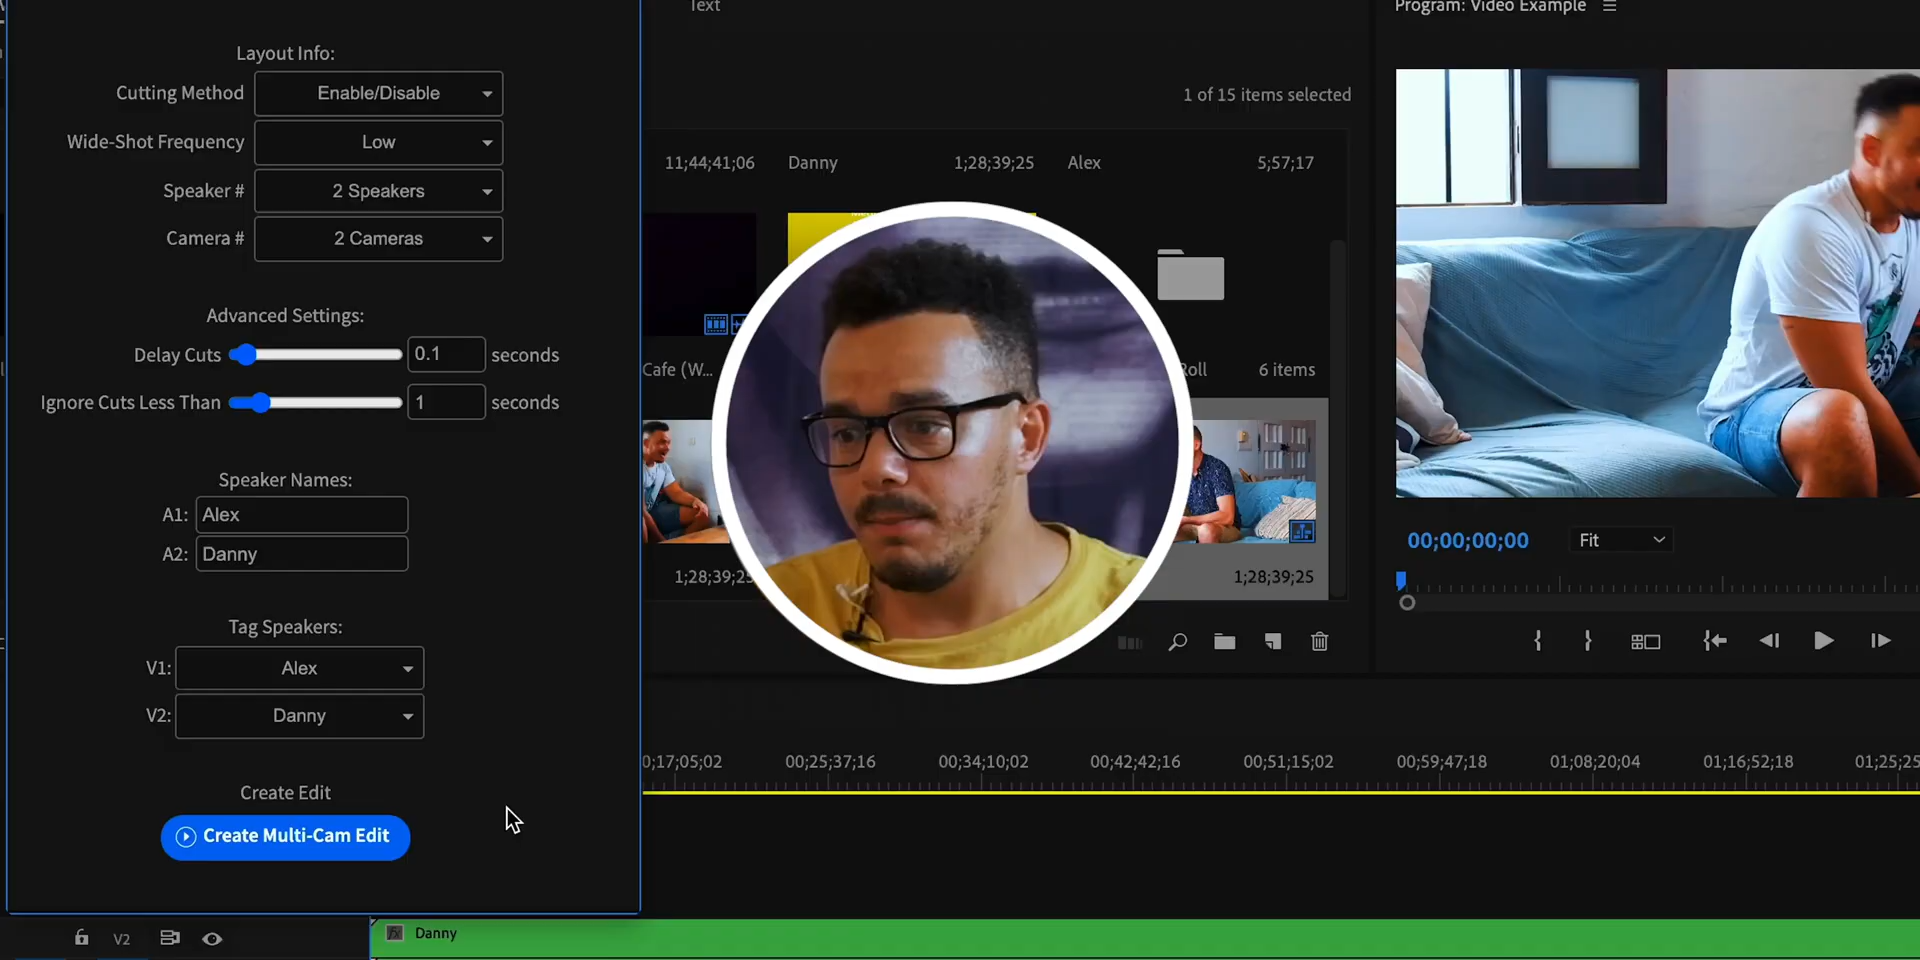 Text
Program: Video Example
Layout Info:
Cutting Method Enable/Disable
Wide-Shot Frequency Low
Speaker # 2 Speakers
Camera # 2 Cameras
Advanced Settings:
Delay Cuts 0.1 seconds
Ignore Cuts Less Than 1 seconds
Speaker Names:
A1: Alex
A2: Danny
Tag Speakers:
V1: Alex
V2: Danny
Create Edit
Create Multi-Cam Edit
1 of 15 items selected
11;44;41;06 Danny 1;28;39;25 Alex 5;57;17
Cafe (W... Roll 6 items
1;28;39;25 1;28;39;25
00;00;00;00 Fit
0;17;05;02 00;25;37;16 00;34;10;02 00;42;42;16 00;51;15;02 00;59;47;18 01;08;20;04 01;16;52;18 01;25;25
V2 fx Danny